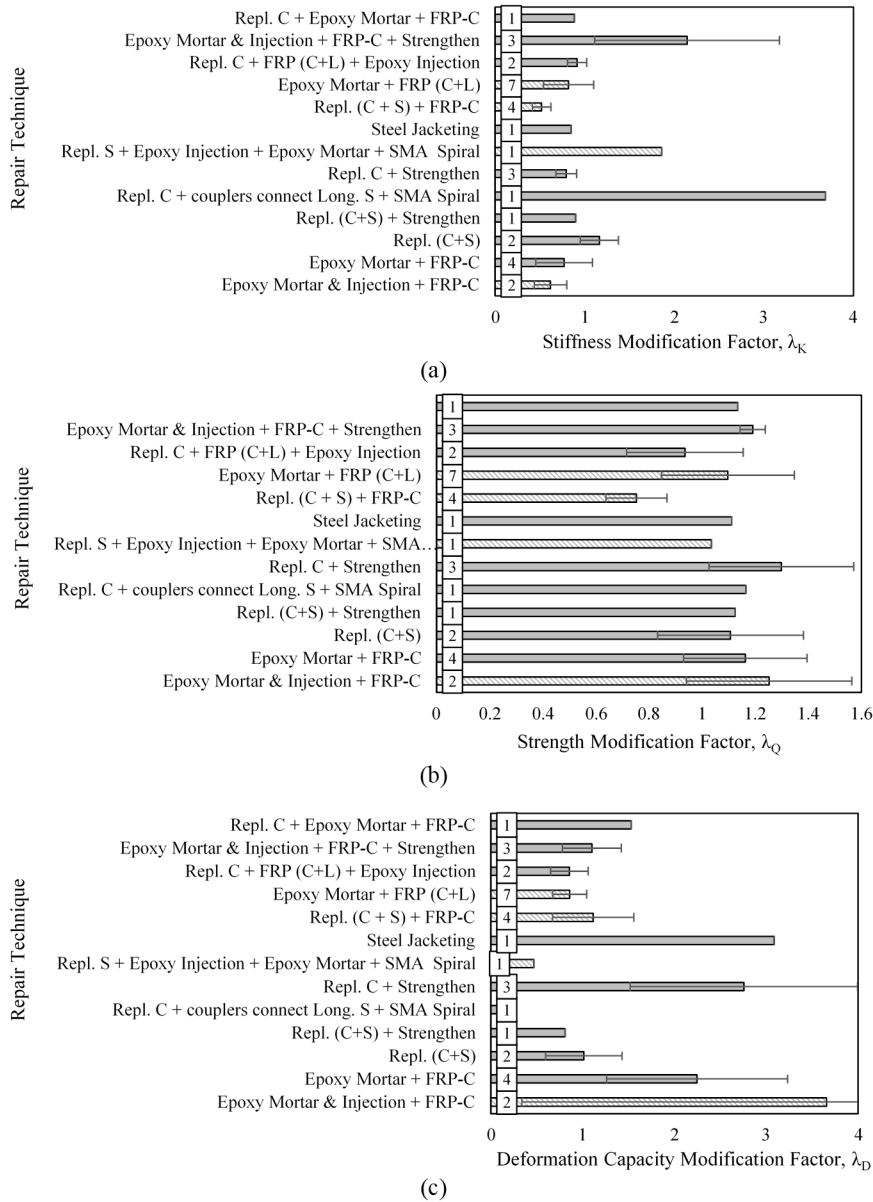 Repair Technique
Repl. C + Epoxy Mortar + FRP-C 1
Epoxy Mortar & Injection + FRP-C + Strengthen 3
Repl. C + FRP (C+L) + Epoxy Injection 2
Epoxy Mortar + FRP (C+L) 7
Repl. (C + S) + FRP-C 4
Steel Jacketing 1
Repl. S + Epoxy Injection + Epoxy Mortar + SMA Spiral 1
Repl. C + Strengthen 3
Repl. C + couplers connect Long. S + SMA Spiral 1
Repl. (C+S) + Strengthen 1
Repl. (C+S) 2
Epoxy Mortar + FRP-C 4
Epoxy Mortar & Injection + FRP-C 2
0 1 2 3 4
Stiffness Modification Factor, λK
(a)
Repair Technique
1
Epoxy Mortar & Injection + FRP-C + Strengthen 3
Repl. C + FRP (C+L) + Epoxy Injection 2
Epoxy Mortar + FRP (C+L) 7
Repl. (C + S) + FRP-C 4
Steel Jacketing 1
Repl. S + Epoxy Injection + Epoxy Mortar + SMA… 1
Repl. C + Strengthen 3
Repl. C + couplers connect Long. S + SMA Spiral 1
Repl. (C+S) + Strengthen 1
Repl. (C+S) 2
Epoxy Mortar + FRP-C 4
Epoxy Mortar & Injection + FRP-C 2
0 0.2 0.4 0.6 0.8 1 1.2 1.4 1.6
Strength Modification Factor, λQ
(b)
Repair Technique
Repl. C + Epoxy Mortar + FRP-C 1
Epoxy Mortar & Injection + FRP-C + Strengthen 3
Repl. C + FRP (C+L) + Epoxy Injection 2
Epoxy Mortar + FRP (C+L) 7
Repl. (C + S) + FRP-C 4
Steel Jacketing 1
Repl. S + Epoxy Injection + Epoxy Mortar + SMA Spiral 1
Repl. C + Strengthen 3
Repl. C + couplers connect Long. S + SMA Spiral 1
Repl. (C+S) + Strengthen 1
Repl. (C+S) 2
Epoxy Mortar + FRP-C 4
Epoxy Mortar & Injection + FRP-C 2
0 1 2 3 4
Deformation Capacity Modification Factor, λD
(c)